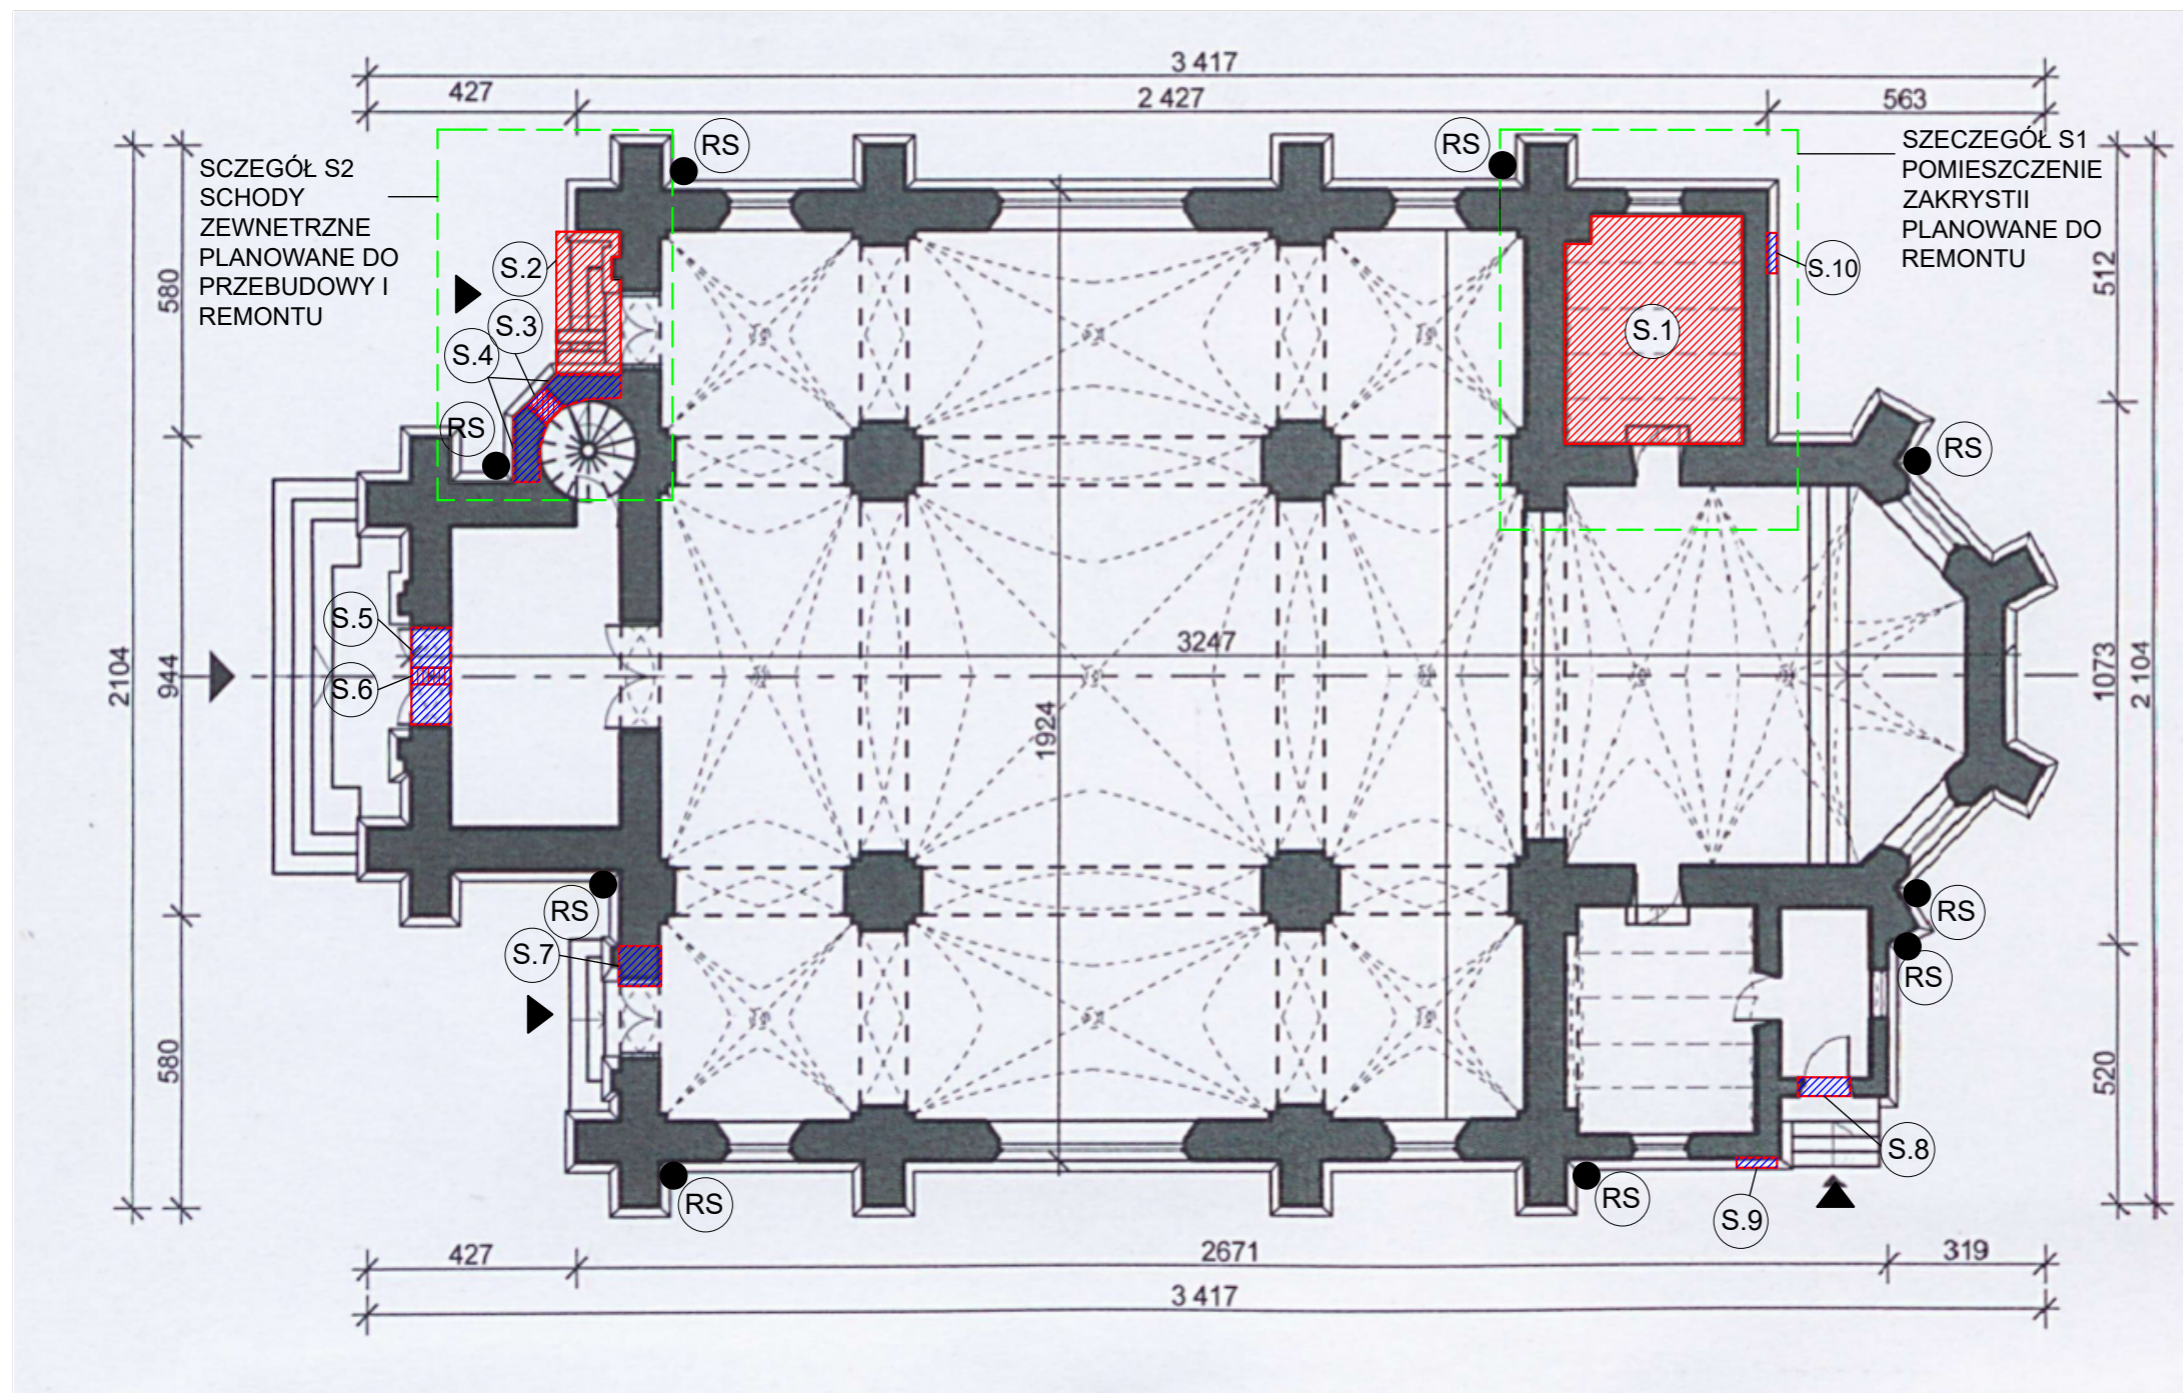 3 417
427
2 427
563
RS
RS
SCZEGÓŁ S2
SCHODY
ZEWNETRZNE
PLANOWANE DO
PRZEBUDOWY I
REMONTU
SZECZEGÓŁ S1
POMIESZCZENIE
ZAKRYSTII
PLANOWANE DO
REMONTU
S.2
S.10
580
512
S.3
S.1
S.4
RS
RS
S.5
3247
2104
944
S.6
1924
1073
2 104
RS
RS
S.7
RS
580
520
S.8
RS
RS
S.9
427
2671
319
3 417